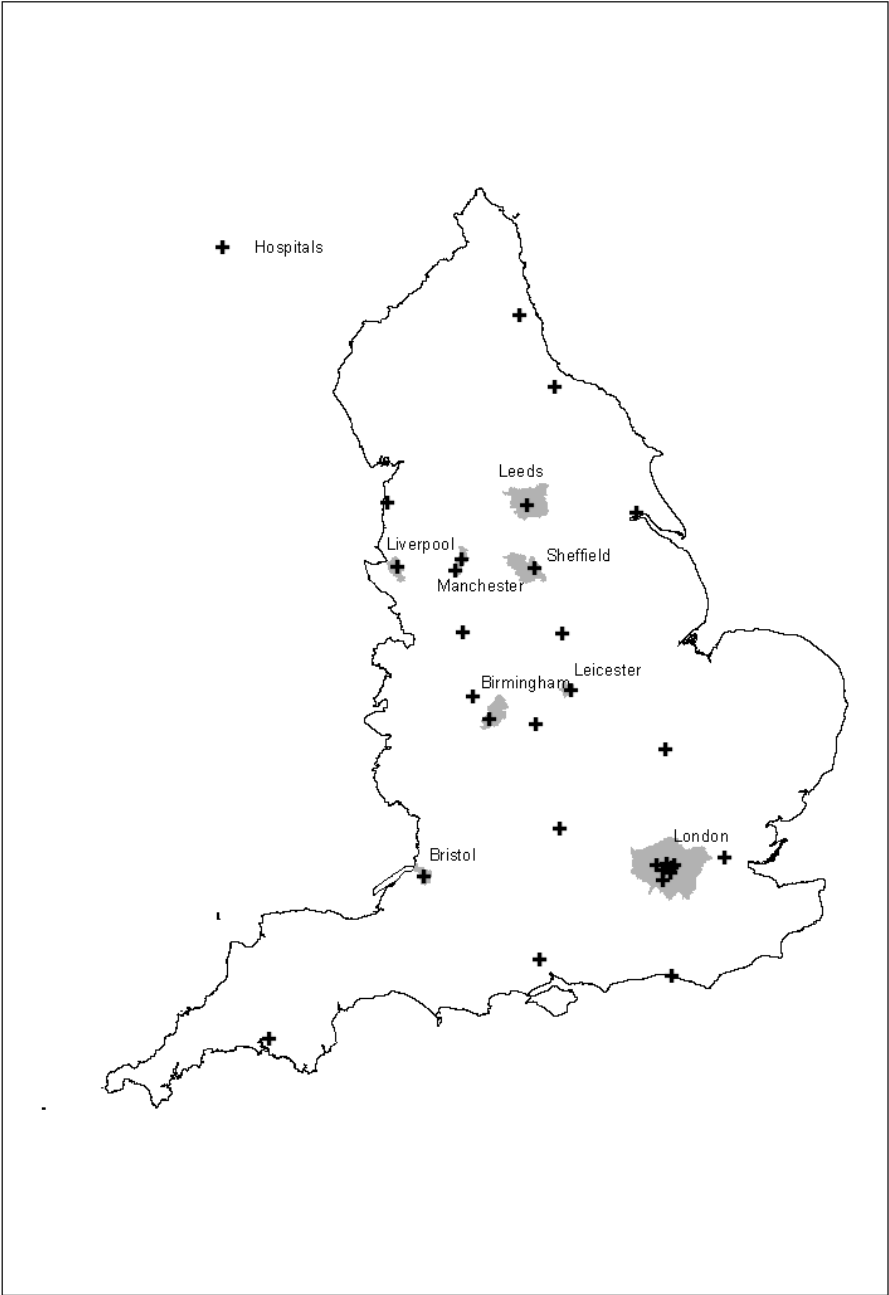 Hospitals
Leeds
Liverpool
Sheffield
Manchester
Leicester
Birmingham
London
Bristol